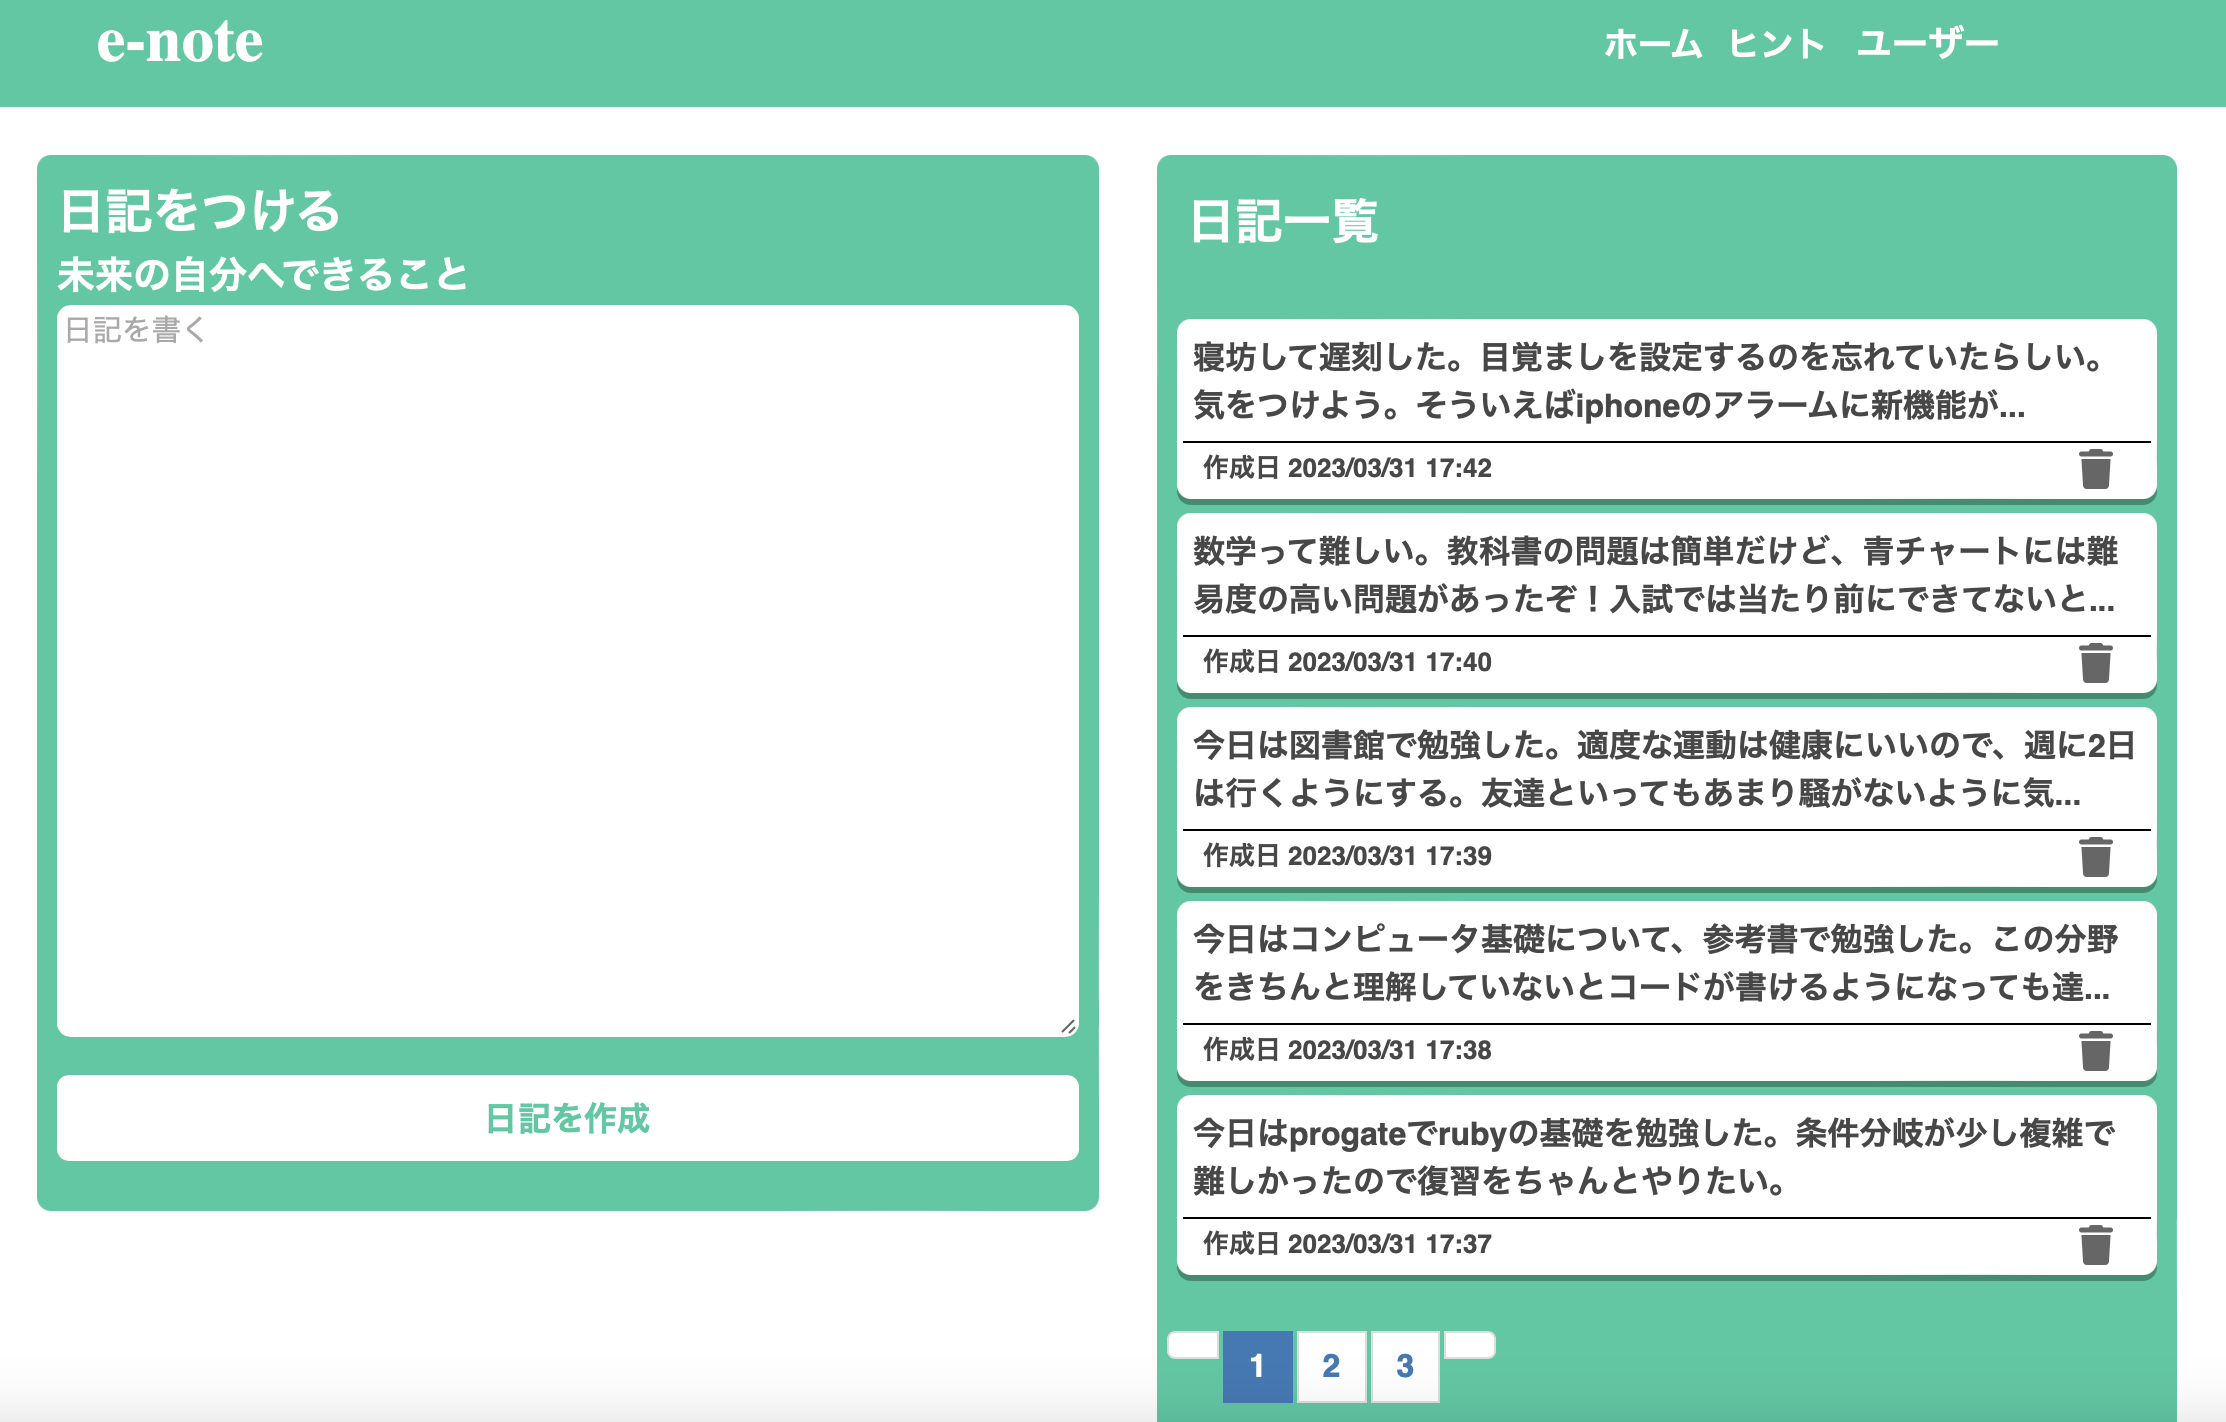 e-note
ホーム ヒント ユーザー
日記をつける
未来の自分へできること
日記を書く
日記を作成
日記一覧
寝坊して遅刻した。目覚ましを設定するのを忘れていたらしい。
気をつけよう。そういえばiphoneのアラームに新機能が...
作成日 2023/03/31 17:42
数学って難しい。教科書の問題は簡単だけど、青チャートには難
易度の高い問題があったぞ！入試では当たり前にできてないと...
作成日 2023/03/31 17:40
今日は図書館で勉強した。適度な運動は健康にいいので、週に2日
は行くようにする。友達といってもあまり騒がないように気...
作成日 2023/03/31 17:39
今日はコンピュータ基礎について、参考書で勉強した。この分野
をきちんと理解していないとコードが書けるようになっても達...
作成日 2023/03/31 17:38
今日はprogateでrubyの基礎を勉強した。条件分岐が少し複雑で
難しかったので復習をちゃんとやりたい。
作成日 2023/03/31 17:37
1 2 3